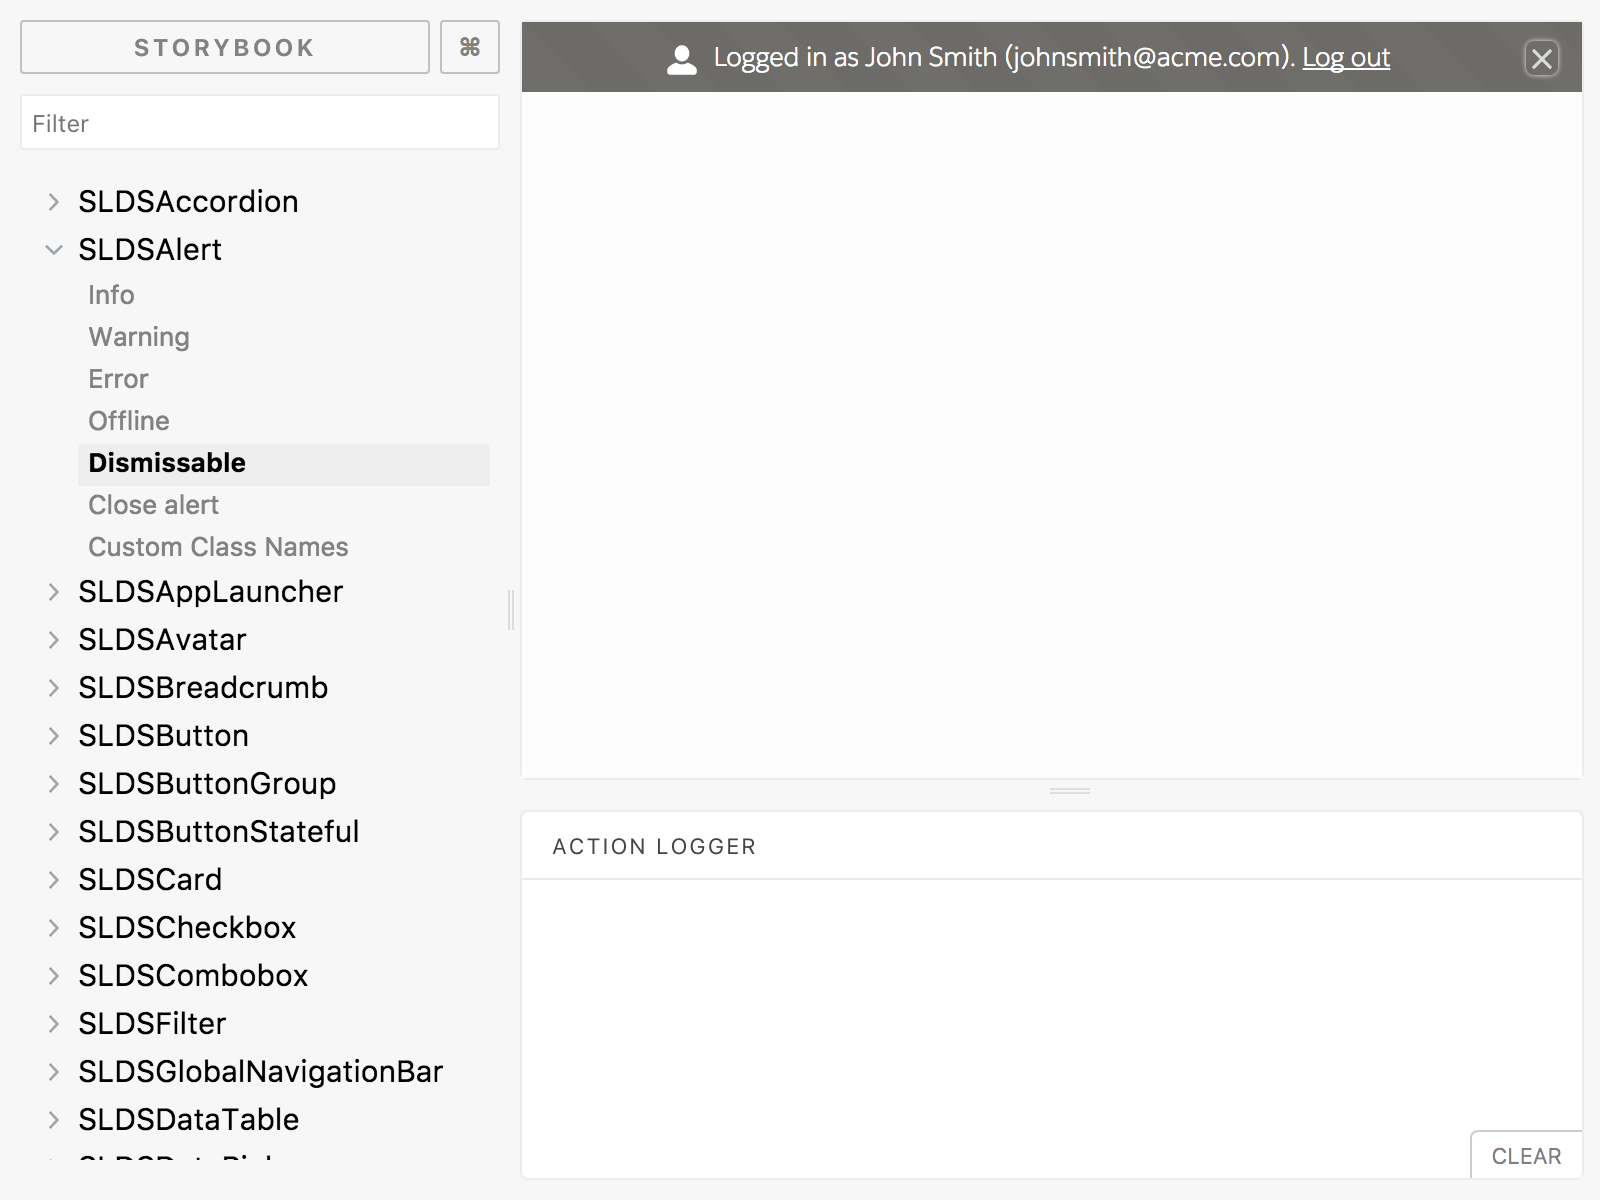 STORYBOOK
⌘
Filter
SLDSAccordion
SLDSAlert
Info
Warning
Error
Offline
Dismissable
Close alert
Custom Class Names
SLDSAppLauncher
SLDSAvatar
SLDSBreadcrumb
SLDSButton
SLDSButtonGroup
SLDSButtonStateful
SLDSCard
SLDSCheckbox
SLDSCombobox
SLDSFilter
SLDSGlobalNavigationBar
SLDSDataTable
Logged in as John Smith (johnsmith@acme.com). Log out
ACTION LOGGER
CLEAR